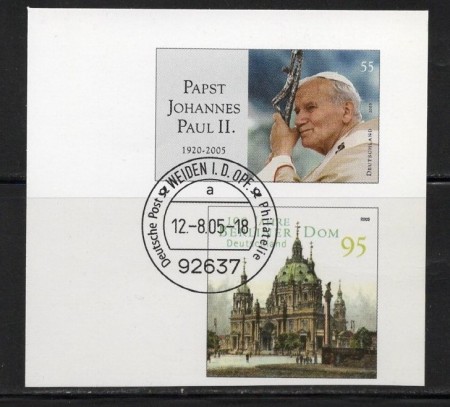 55
PAPST
JOHANNES
PAUL II.
1920-2005
DEUTSCHLAND
Deutsche Post WEIDEN I. D. OPF. Philatelie
a
12.-8.05.-18
92637
BERLINER DOM
Deutschland
95